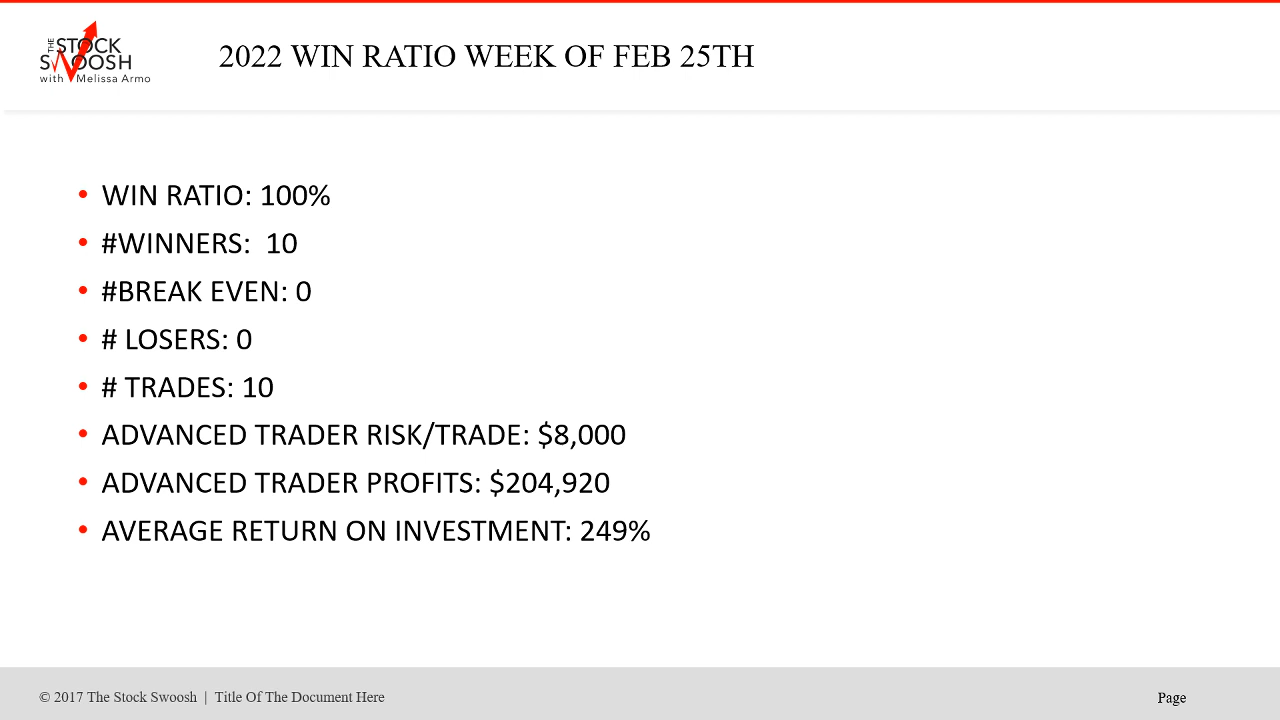 THE STOCK
SWOOSH
with Melissa Armo
2022 WIN RATIO WEEK OF FEB 25TH
• WIN RATIO: 100%
• #WINNERS:  10
• #BREAK EVEN: 0
• # LOSERS: 0
• # TRADES: 10
• ADVANCED TRADER RISK/TRADE: $8,000
• ADVANCED TRADER PROFITS: $204,920
• AVERAGE RETURN ON INVESTMENT: 249%
© 2017 The Stock Swoosh | Title Of The Document Here
Page